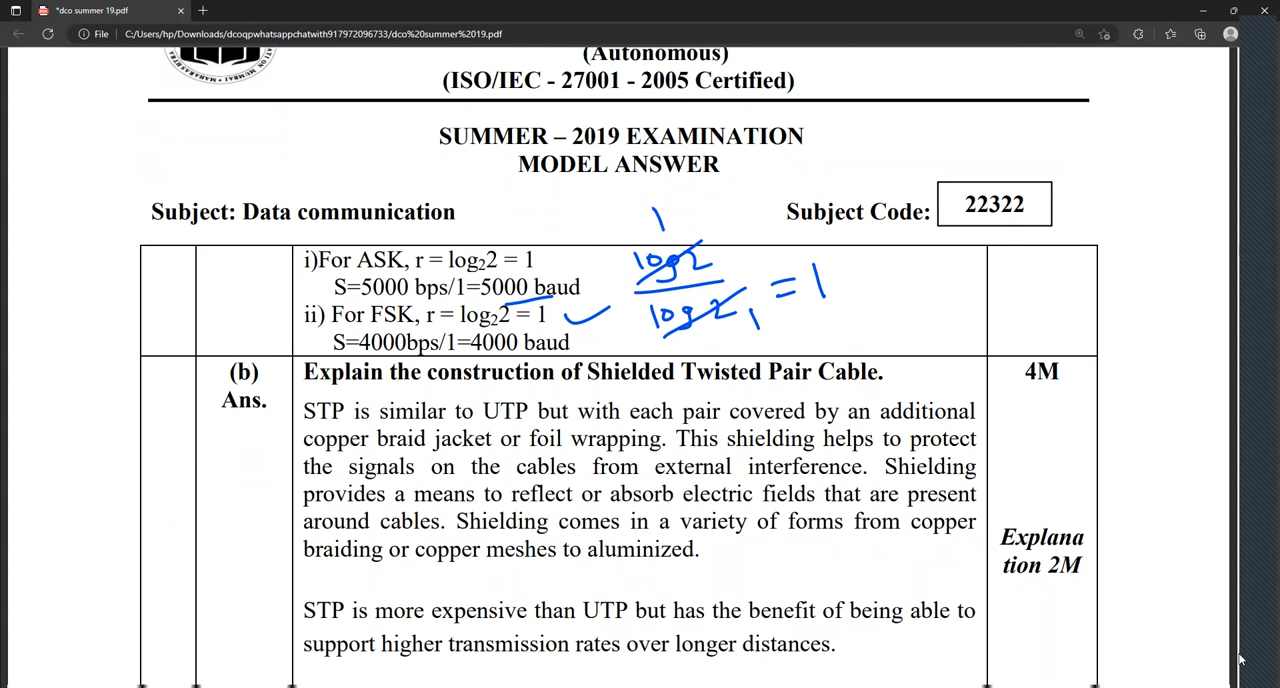 *dco summer 19.pdf
File C:/Users/hp/Downloads/dcoqpwhatsappchatwith917972096733/dco%20summer%2019.pdf
(Autonomous)
(ISO/IEC - 27001 - 2005 Certified)
SUMMER – 2019 EXAMINATION
MODEL ANSWER
Subject: Data communication Subject Code: 22322
i)For ASK, r = log₂2 = 1
S=5000 bps/1=5000 baud
ii) For FSK, r = log₂2 = 1
S=4000bps/1=4000 baud
1
log 2
log 2 1
= 1
(b) Explain the construction of Shielded Twisted Pair Cable. 4M
Ans.
STP is similar to UTP but with each pair covered by an additional
copper braid jacket or foil wrapping. This shielding helps to protect
the signals on the cables from external interference. Shielding
provides a means to reflect or absorb electric fields that are present
around cables. Shielding comes in a variety of forms from copper
braiding or copper meshes to aluminized.
Explana
tion 2M
STP is more expensive than UTP but has the benefit of being able to
support higher transmission rates over longer distances.